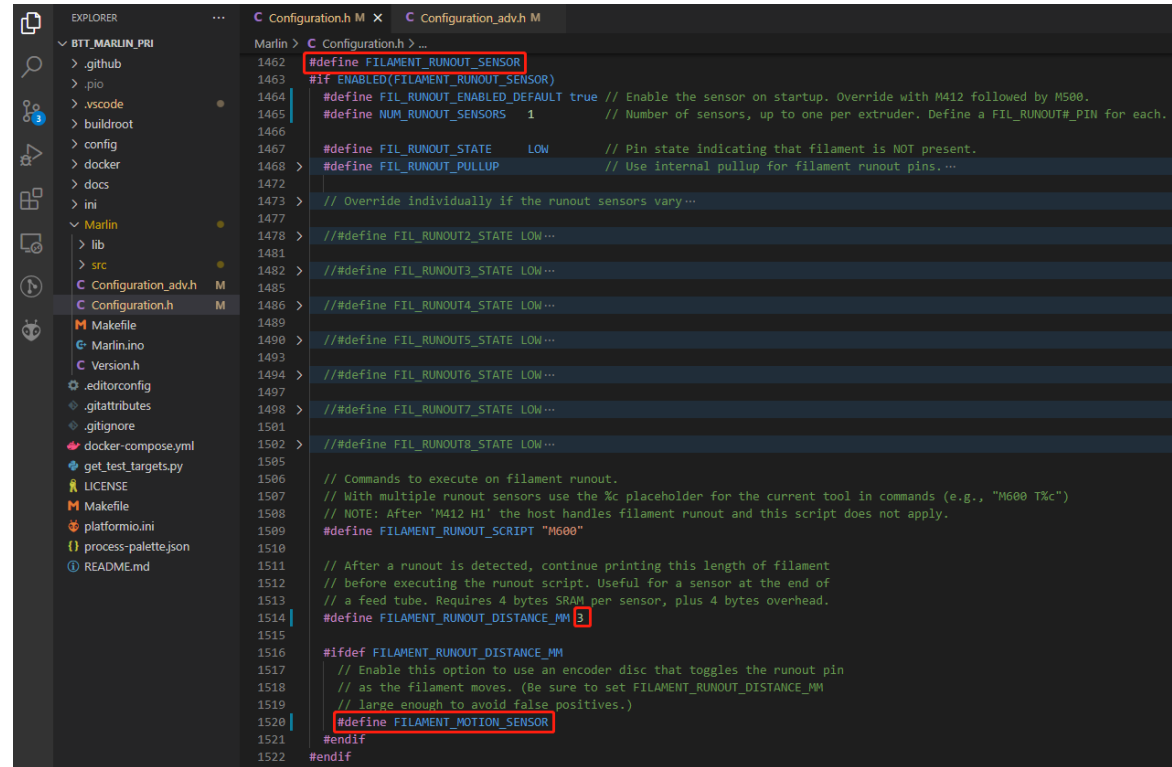 EXPLORER ...
BTT_MARLIN_PRI
.github
.pio
.vscode
buildroot
config
docker
docs
ini
Marlin
lib
src
Configuration_adv.h M
Configuration.h M
Makefile
Marlin.ino
Version.h
.editorconfig
.gitattributes
.gitignore
docker-compose.yml
get_test_targets.py
LICENSE
Makefile
platformio.ini
process-palette.json
README.md
3
C Configuration.h M × C Configuration_adv.h M
Marlin > C Configuration.h > ...
1462 #define FILAMENT_RUNOUT_SENSOR
1463 #if ENABLED(FILAMENT_RUNOUT_SENSOR)
1464 #define FIL_RUNOUT_ENABLED_DEFAULT true // Enable the sensor on startup. Override with M412 followed by M500.
1465 #define NUM_RUNOUT_SENSORS 1 // Number of sensors, up to one per extruder. Define a FIL_RUNOUT#_PIN for each.
1466
1467 #define FIL_RUNOUT_STATE LOW // Pin state indicating that filament is NOT present.
1468 > #define FIL_RUNOUT_PULLUP // Use internal pullup for filament runout pins. ...
1472
1473 > // Override individually if the runout sensors vary ...
1477
1478 > //#define FIL_RUNOUT2_STATE LOW ...
1481
1482 > //#define FIL_RUNOUT3_STATE LOW ...
1485
1486 > //#define FIL_RUNOUT4_STATE LOW ...
1489
1490 > //#define FIL_RUNOUT5_STATE LOW ...
1493
1494 > //#define FIL_RUNOUT6_STATE LOW ...
1497
1498 > //#define FIL_RUNOUT7_STATE LOW ...
1501
1502 > //#define FIL_RUNOUT8_STATE LOW ...
1505
1506 // Commands to execute on filament runout.
1507 // With multiple runout sensors use the %c placeholder for the current tool in commands (e.g., "M600 T%c")
1508 // NOTE: After 'M412 H1' the host handles filament runout and this script does not apply.
1509 #define FILAMENT_RUNOUT_SCRIPT "M600"
1510
1511 // After a runout is detected, continue printing this length of filament
1512 // before executing the runout script. Useful for a sensor at the end of
1513 // a feed tube. Requires 4 bytes SRAM per sensor, plus 4 bytes overhead.
1514 #define FILAMENT_RUNOUT_DISTANCE_MM 3
1515
1516 #ifdef FILAMENT_RUNOUT_DISTANCE_MM
1517 // Enable this option to use an encoder disc that toggles the runout pin
1518 // as the filament moves. (Be sure to set FILAMENT_RUNOUT_DISTANCE_MM
1519 // large enough to avoid false positives.)
1520 #define FILAMENT_MOTION_SENSOR
1521 #endif
1522 #endif